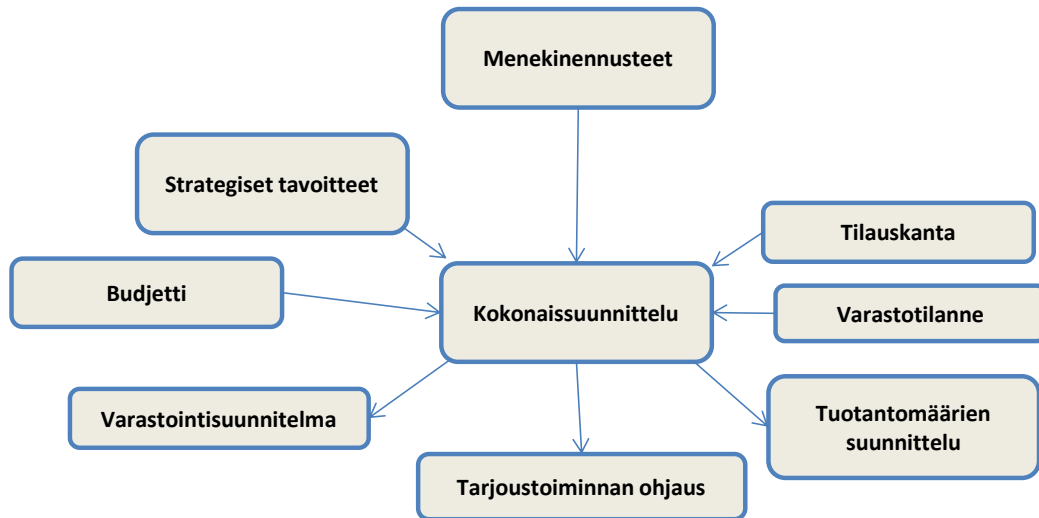 Menekinennusteet
Strategiset tavoitteet
Tilauskanta
Budjetti
Kokonaissuunnittelu
Varastotilanne
Varastointisuunnitelma
Tuotantomäärien
suunnittelu
Tarjoustoiminnan ohjaus